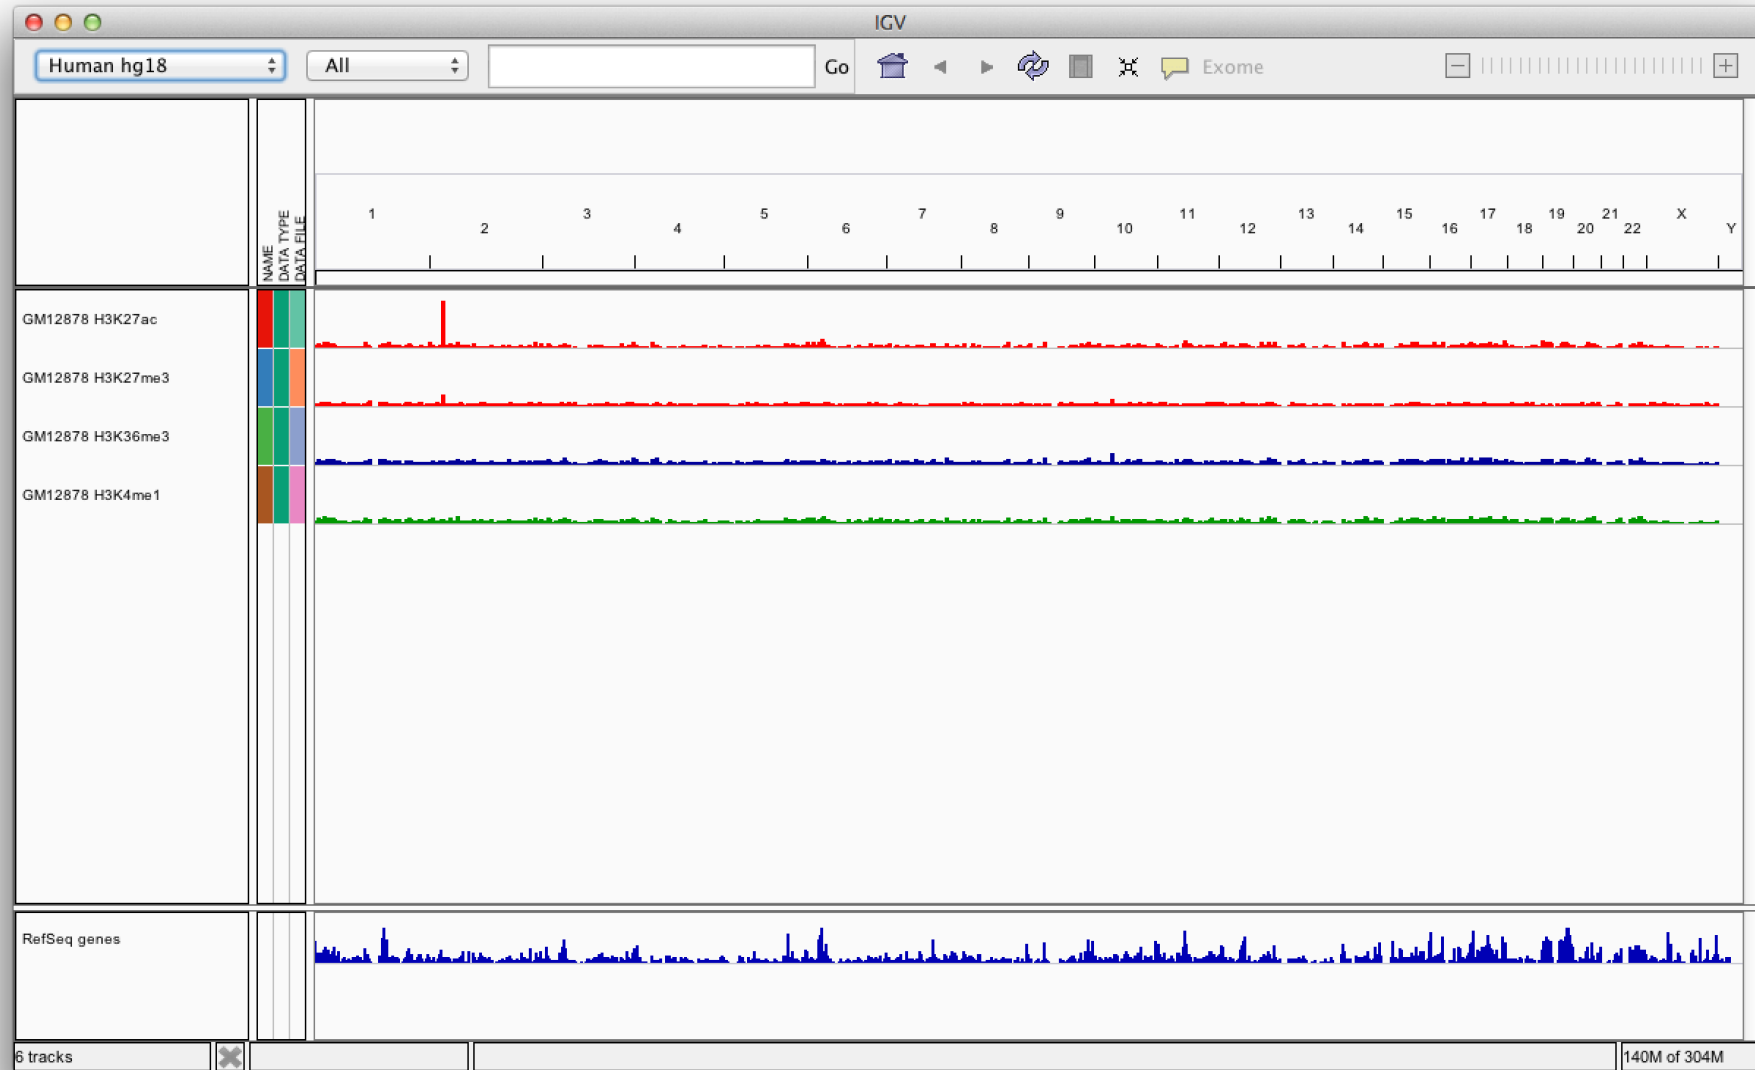 IGV
Human hg18 All Go Exome
NAME
DATA TYPE
DATA FILE
1 3 5 7 9 11 13 15 17 19 21 X
2 4 6 8 10 12 14 16 18 20 22 Y
GM12878 H3K27ac
GM12878 H3K27me3
GM12878 H3K36me3
GM12878 H3K4me1
RefSeq genes
6 tracks 140M of 304M